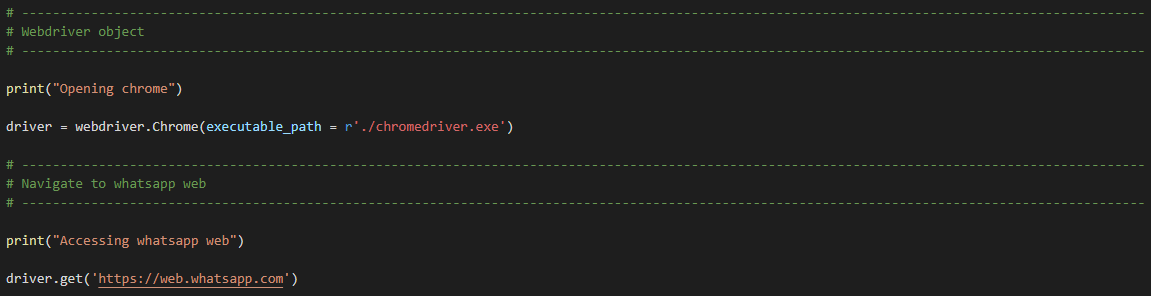 # --------------------------------------------------------------------------------------------------------------------------------------------------
# Webdriver object
# --------------------------------------------------------------------------------------------------------------------------------------------------
print("Opening chrome")
driver = webdriver.Chrome(executable_path = r'./chromedriver.exe')
# --------------------------------------------------------------------------------------------------------------------------------------------------
# Navigate to whatsapp web
# --------------------------------------------------------------------------------------------------------------------------------------------------
print("Accessing whatsapp web")
driver.get('https://web.whatsapp.com')